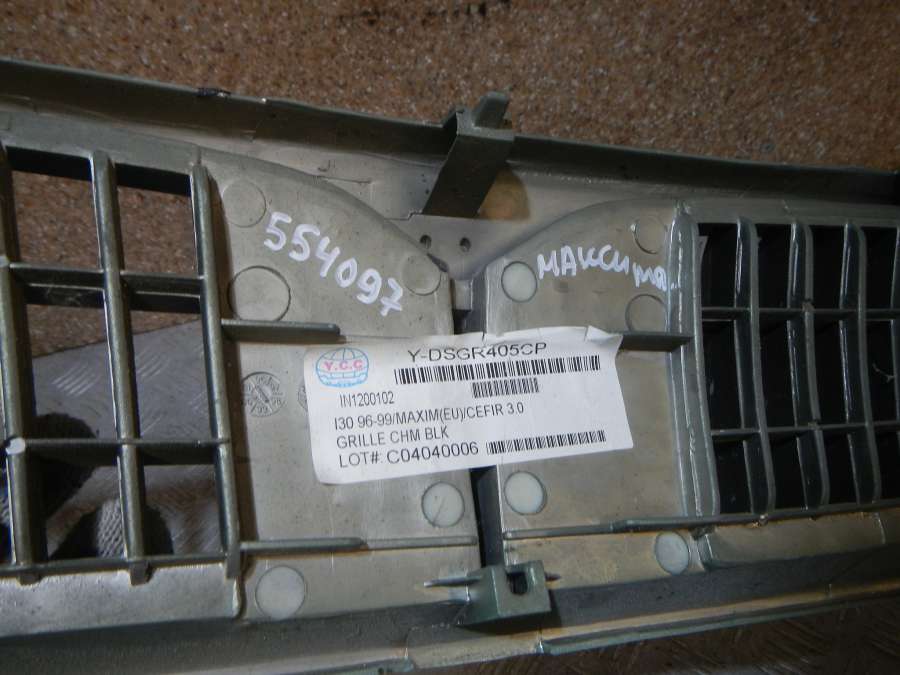 554097
МАКСИМА
Y.C.C
Y-DSGR405CP
IN1200102
I30 96-99/MAXIM(EU)/CEFIR 3.0
GRILLE CHM BLK
LOT#: C04040006